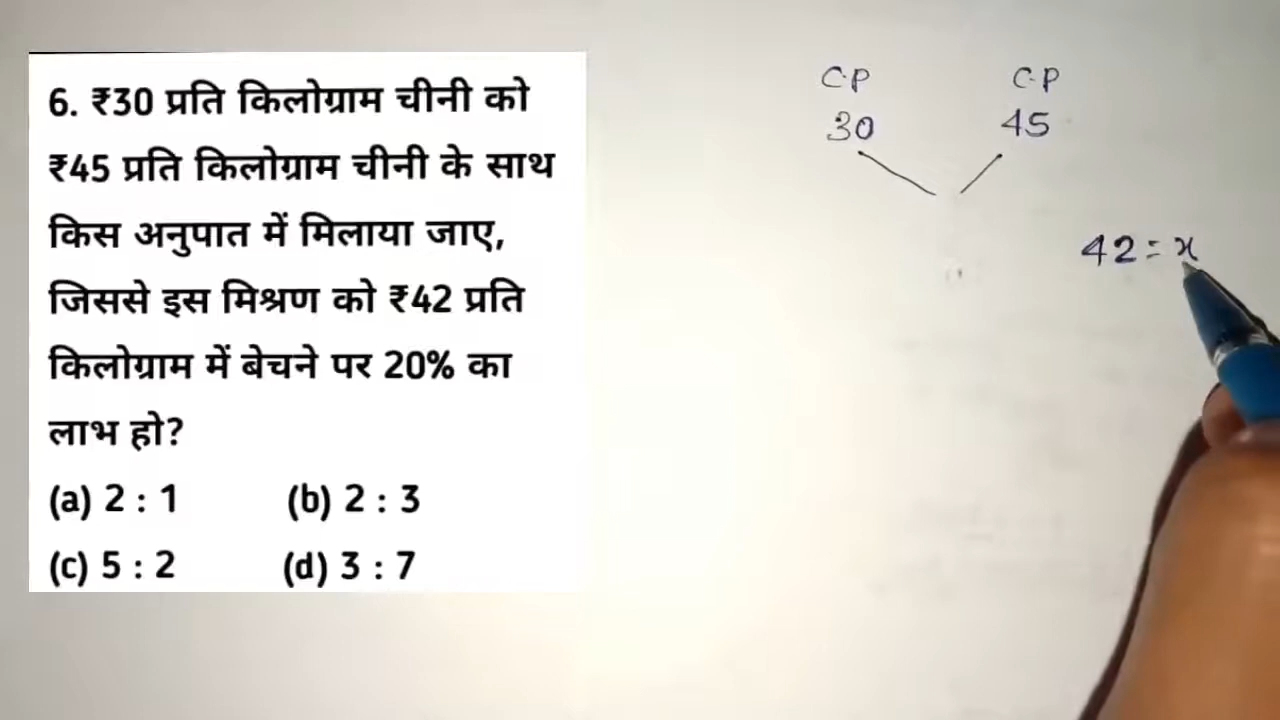 6. ₹30 प्रति किलोग्राम चीनी को
₹45 प्रति किलोग्राम चीनी के साथ
किस अनुपात में मिलाया जाए,
जिससे इस मिश्रण को ₹42 प्रति
किलोग्राम में बेचने पर 20% का
लाभ हो?
(a) 2 : 1 (b) 2 : 3
(c) 5 : 2 (d) 3 : 7
C.P C.P
30 45
42 = x